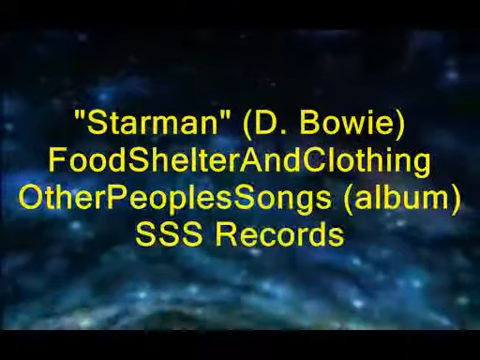 "Starman" (D. Bowie)
FoodShelterAndClothing
OtherPeoplesSongs (album)
SSS Records